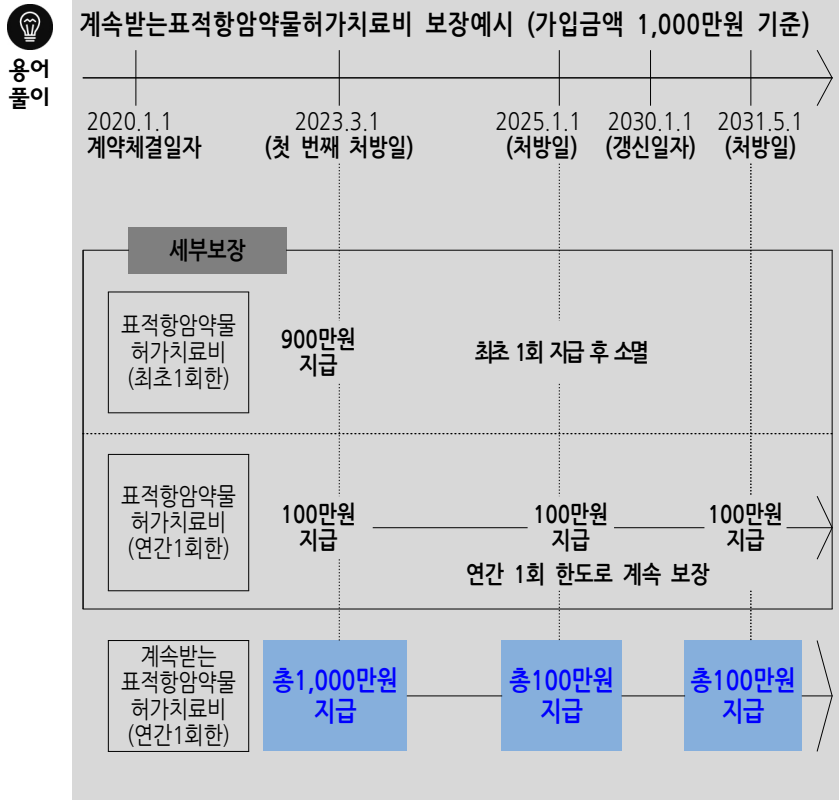 용어
풀이
계속받는표적항암약물허가치료비 보장예시 (가입금액 1,000만원 기준)
2020.1.1
계약체결일자
2023.3.1
(첫 번째 처방일)
2025.1.1
(처방일)
2030.1.1
(갱신일자)
2031.5.1
(처방일)
세부보장
표적항암약물
허가치료비
(최초1회한)
900만원
지급
최초 1회 지급 후 소멸
표적항암약물
허가치료비
(연간1회한)
100만원
지급
100만원
지급
100만원
지급
연간 1회 한도로 계속 보장
계속받는
표적항암약물
허가치료비
(연간1회한)
총1,000만원
지급
총100만원
지급
총100만원
지급